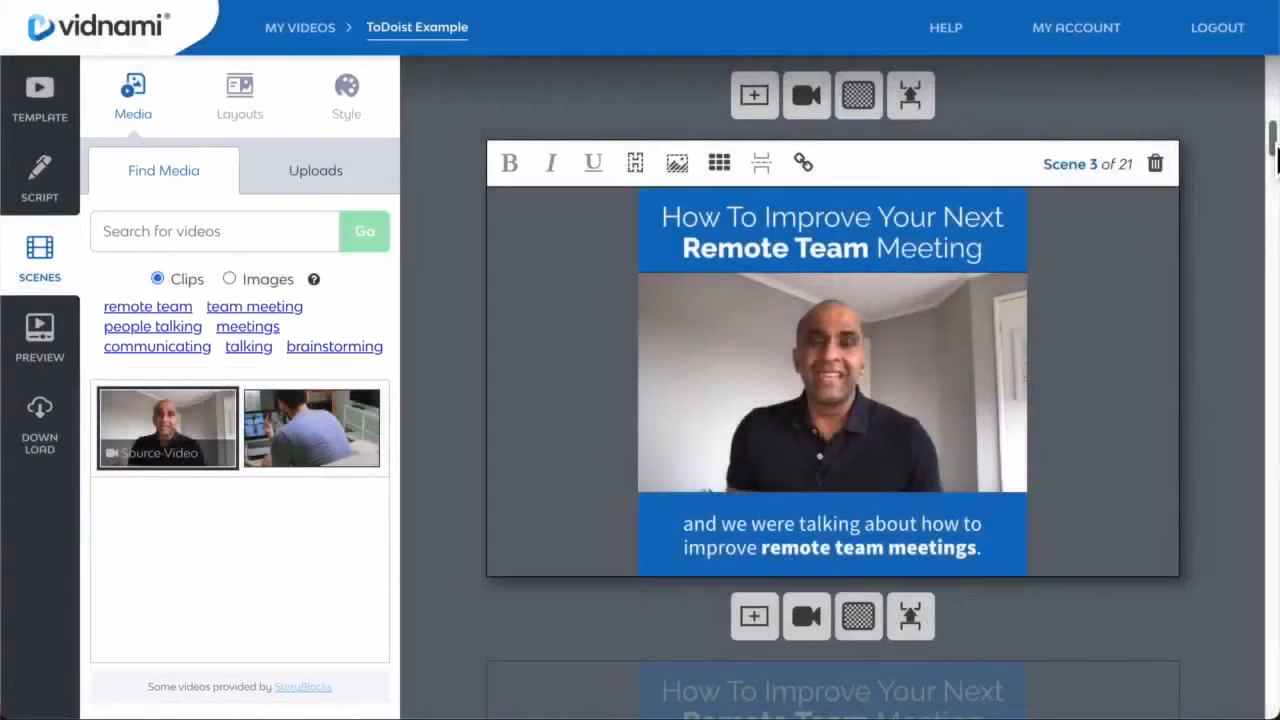 vidnami®
MY VIDEOS > ToDoist Example
HELP
MY ACCOUNT
LOGOUT
TEMPLATE
SCRIPT
SCENES
PREVIEW
DOWN
LOAD
Media
Layouts
Style
Find Media
Uploads
Search for videos
Go
Clips
Images
?
remote team team meeting
people talking meetings
communicating talking brainstorming
Source-Video
Some videos provided by StoryBlocks
B I U H
Scene 3 of 21
How To Improve Your Next
Remote Team Meeting
and we were talking about how to
improve remote team meetings.
How To Improve Your Next
Remote Team Meeting